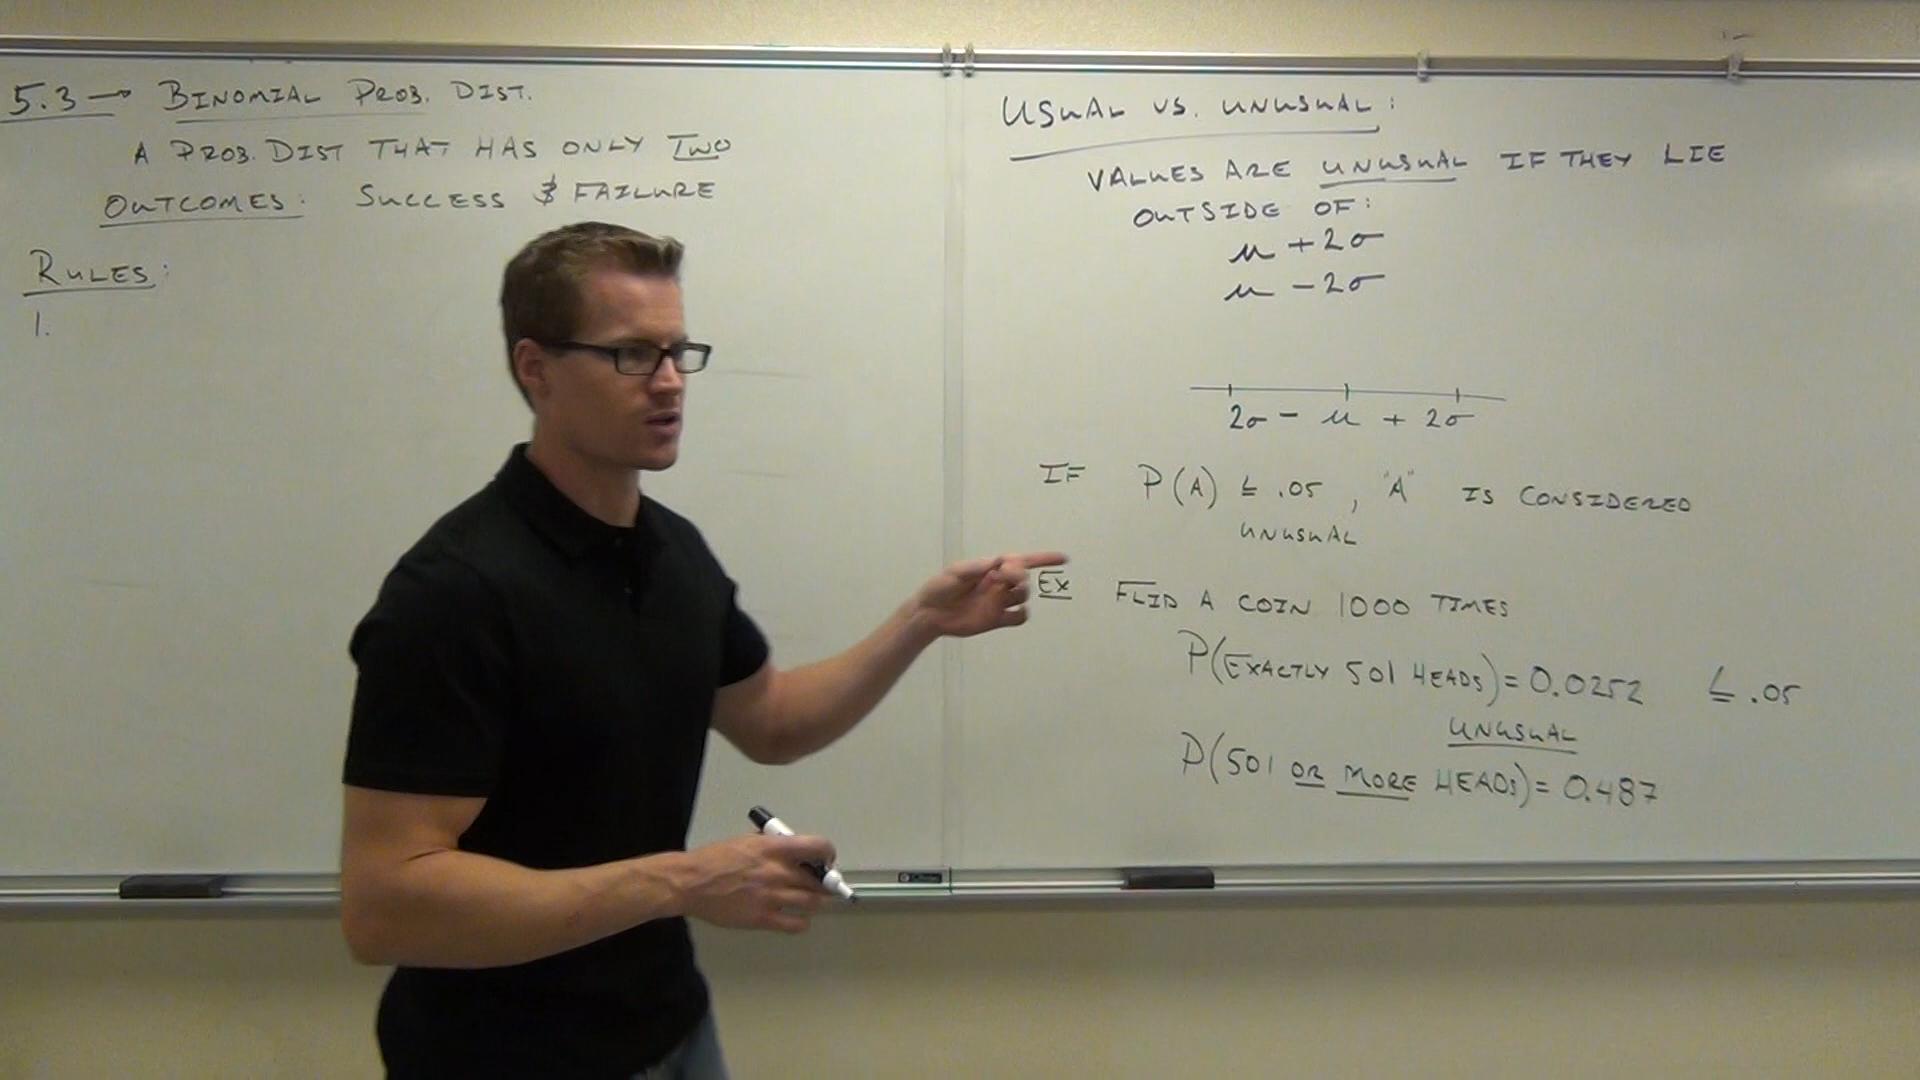 5.3 → BINOMIAL PROB. DIST.
A PROB. DIST THAT HAS ONLY TWO
OUTCOMES: SUCCESS & FAILURE
RULES:
1.
USUAL VS. UNUSUAL:
VALUES ARE UNUSUAL IF THEY LIE
OUTSIDE OF:
μ + 2σ
μ - 2σ
2σ - μ + 2σ
IF P(A) ≤ .05, "A" IS CONSIDERED
UNUSUAL
EX FLIP A COIN 1000 TIMES
P(EXACTLY 501 HEADS) = 0.0252 ≤ .05
UNUSUAL
P(501 OR MORE HEADS) = 0.487